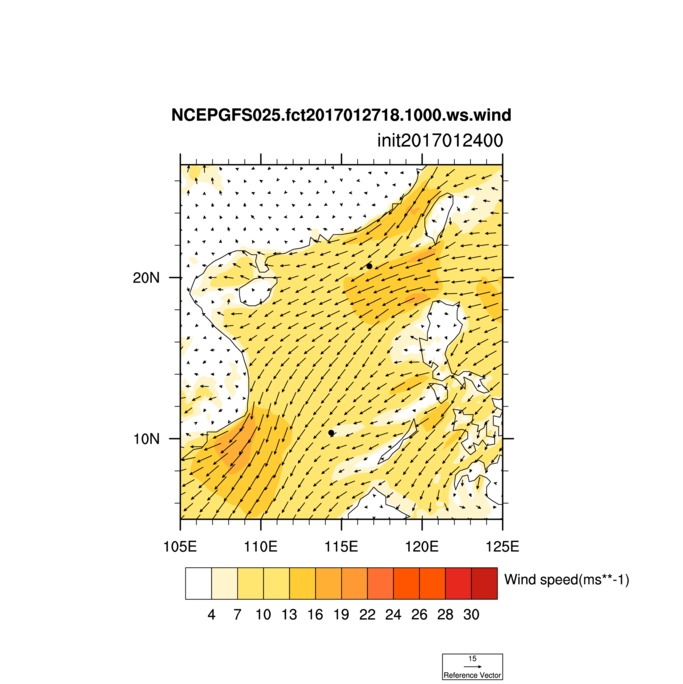 NCEPGFS025.fct2017012718.1000.ws.wind
init2017012400
20N
10N
105E 110E 115E 120E 125E
Wind speed(ms**-1)
4 7 10 13 16 19 22 24 26 28 30
15
Reference Vector